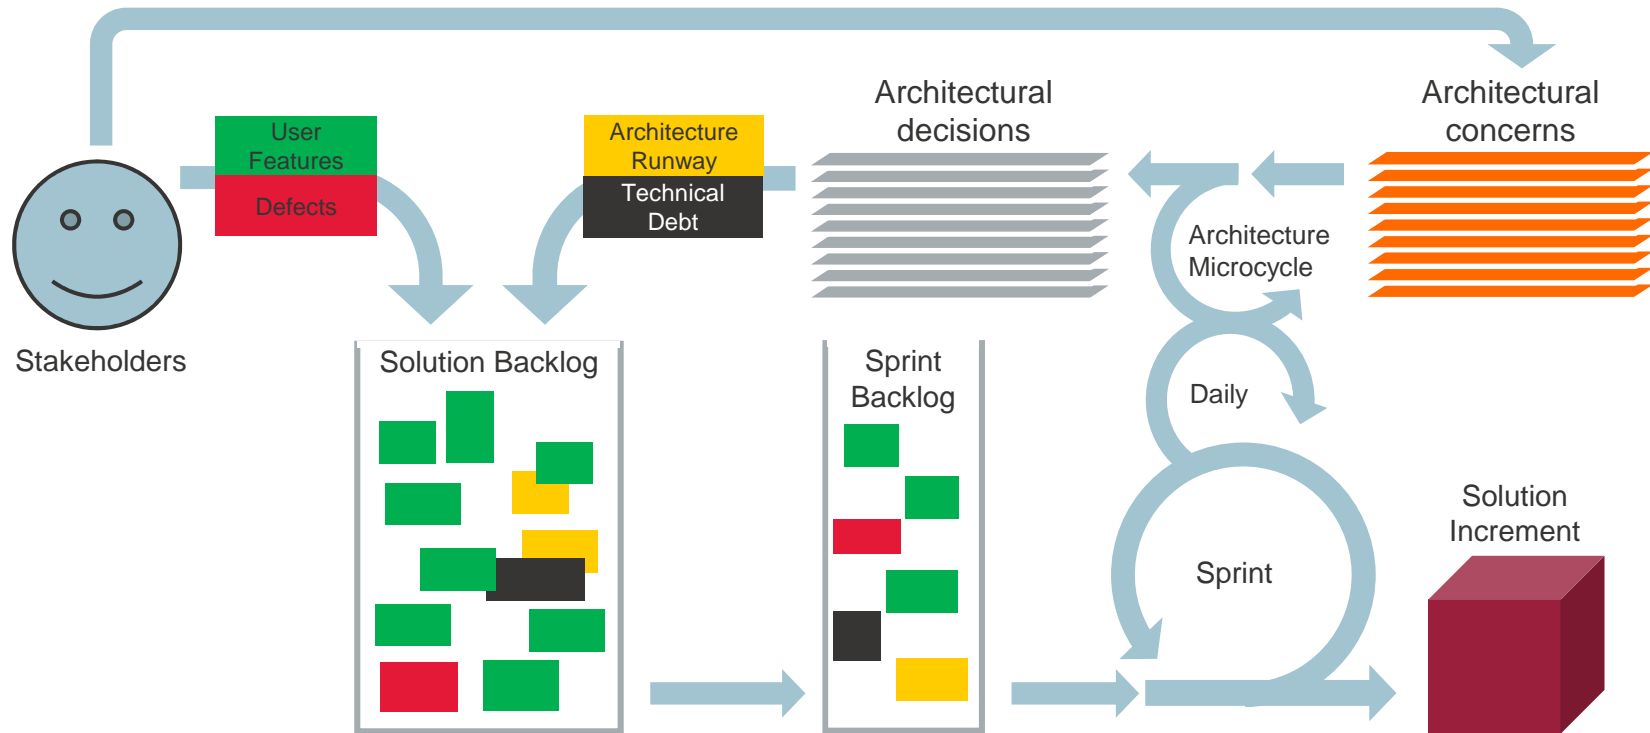 Architectural
decisions
Architectural
concerns
User
Features
Defects
Architecture
Runway
Technical
Debt
Architecture
Microcycle
Stakeholders
Solution Backlog
Sprint
Backlog
Daily
Sprint
Solution
Increment